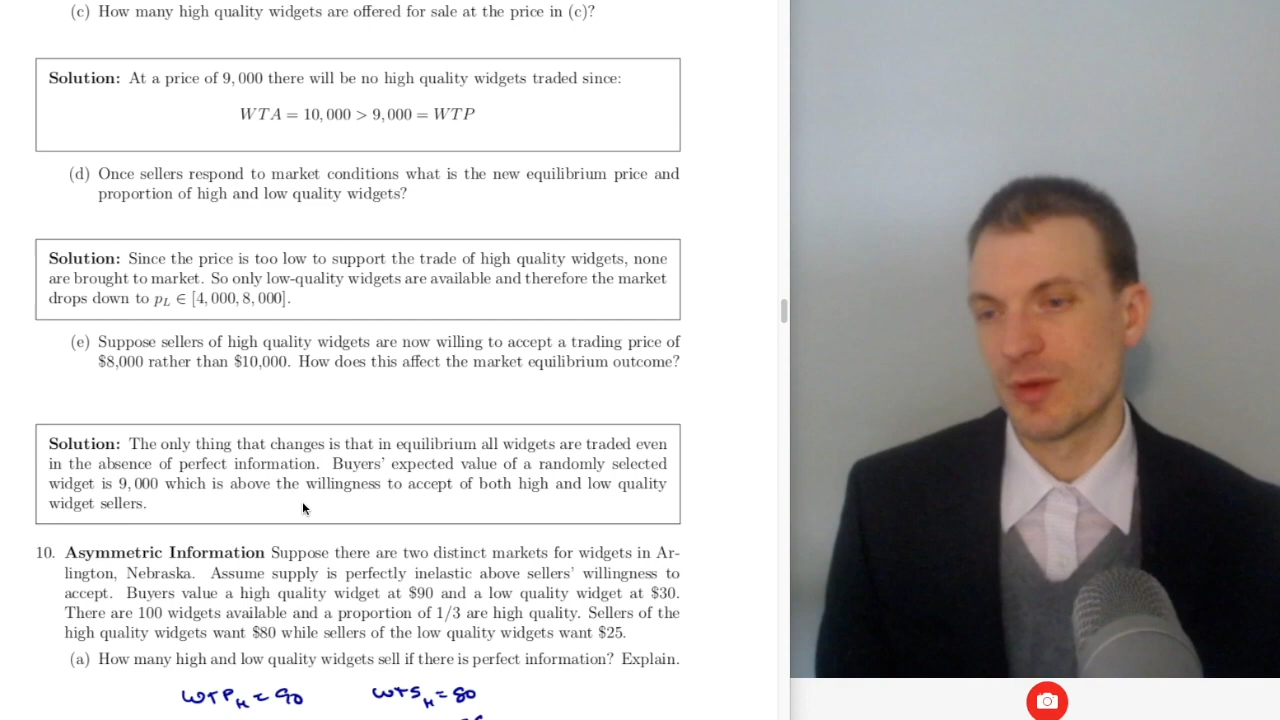 (c) How many high quality widgets are offered for sale at the price in (c)?
Solution: At a price of 9,000 there will be no high quality widgets traded since:
WTA = 10,000 > 9,000 = WTP
(d) Once sellers respond to market conditions what is the new equilibrium price and
proportion of high and low quality widgets?
Solution: Since the price is too low to support the trade of high quality widgets, none
are brought to market. So only low-quality widgets are available and therefore the market
drops down to p_L ∈ [4,000, 8,000].
(e) Suppose sellers of high quality widgets are now willing to accept a trading price of
$8,000 rather than $10,000. How does this affect the market equilibrium outcome?
Solution: The only thing that changes is that in equilibrium all widgets are traded even
in the absence of perfect information. Buyers' expected value of a randomly selected
widget is 9,000 which is above the willingness to accept of both high and low quality
widget sellers.
10. Asymmetric Information Suppose there are two distinct markets for widgets in Ar-
lington, Nebraska. Assume supply is perfectly inelastic above sellers' willingness to
accept. Buyers value a high quality widget at $90 and a low quality widget at $30.
There are 100 widgets available and a proportion of 1/3 are high quality. Sellers of the
high quality widgets want $80 while sellers of the low quality widgets want $25.
(a) How many high and low quality widgets sell if there is perfect information? Explain.
WTP_H = 90 WTS_H = 80